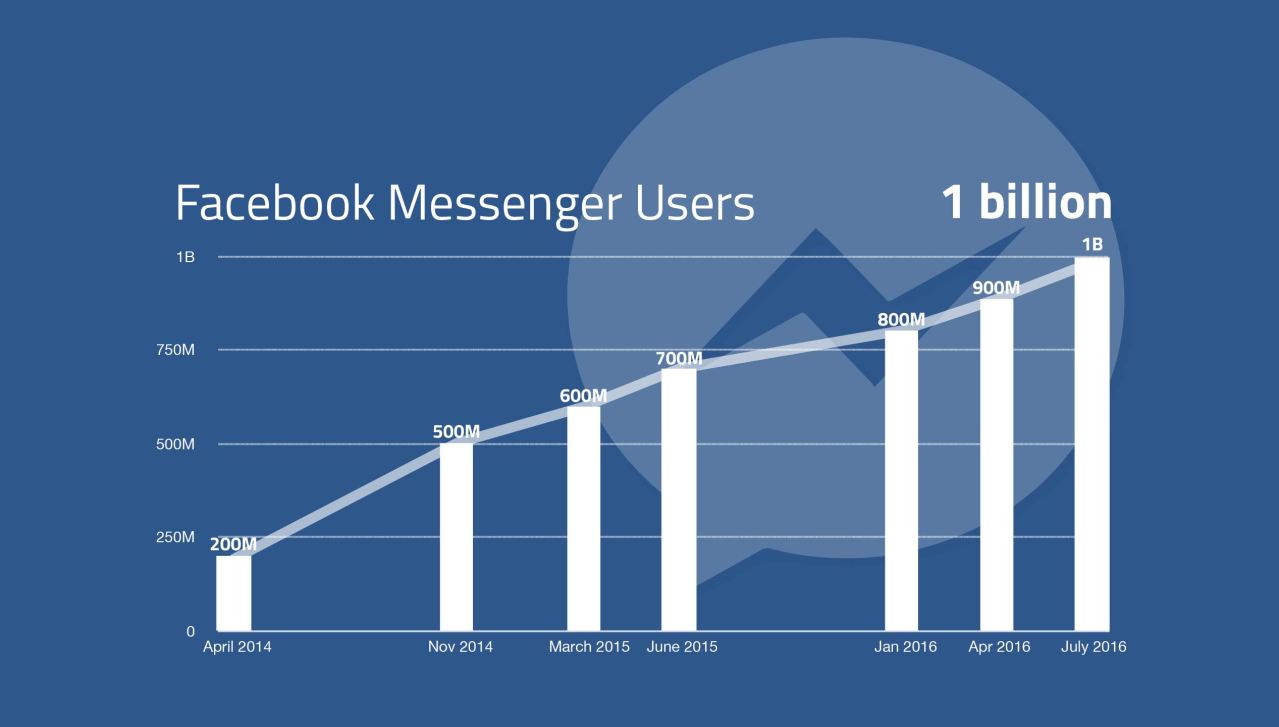 Facebook Messenger Users
1 billion
1B
1B
900M
800M
750M
700M
600M
500M
500M
250M
200M
0
April 2014
Nov 2014
March 2015
June 2015
Jan 2016
Apr 2016
July 2016